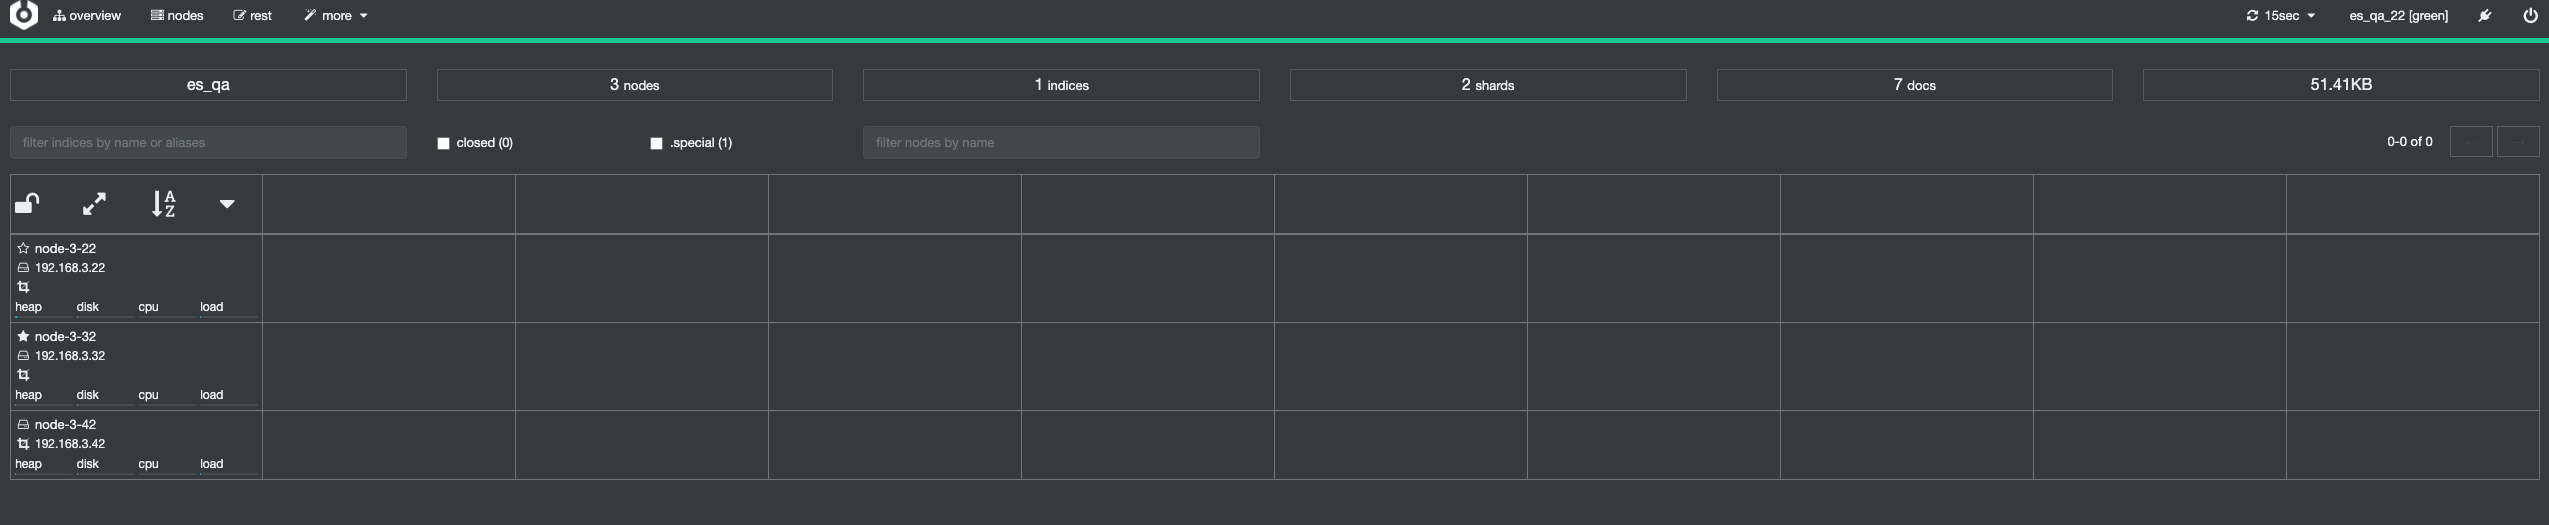 overview nodes rest more 15sec es_qa_22 [green]
es_qa 3 nodes 1 indices 2 shards 7 docs 51.41KB
filter indices by name or aliases closed (0) .special (1) filter nodes by name 0-0 of 0
A
Z
node-3-22
192.168.3.22
heap disk cpu load
node-3-32
192.168.3.32
heap disk cpu load
node-3-42
192.168.3.42
heap disk cpu load